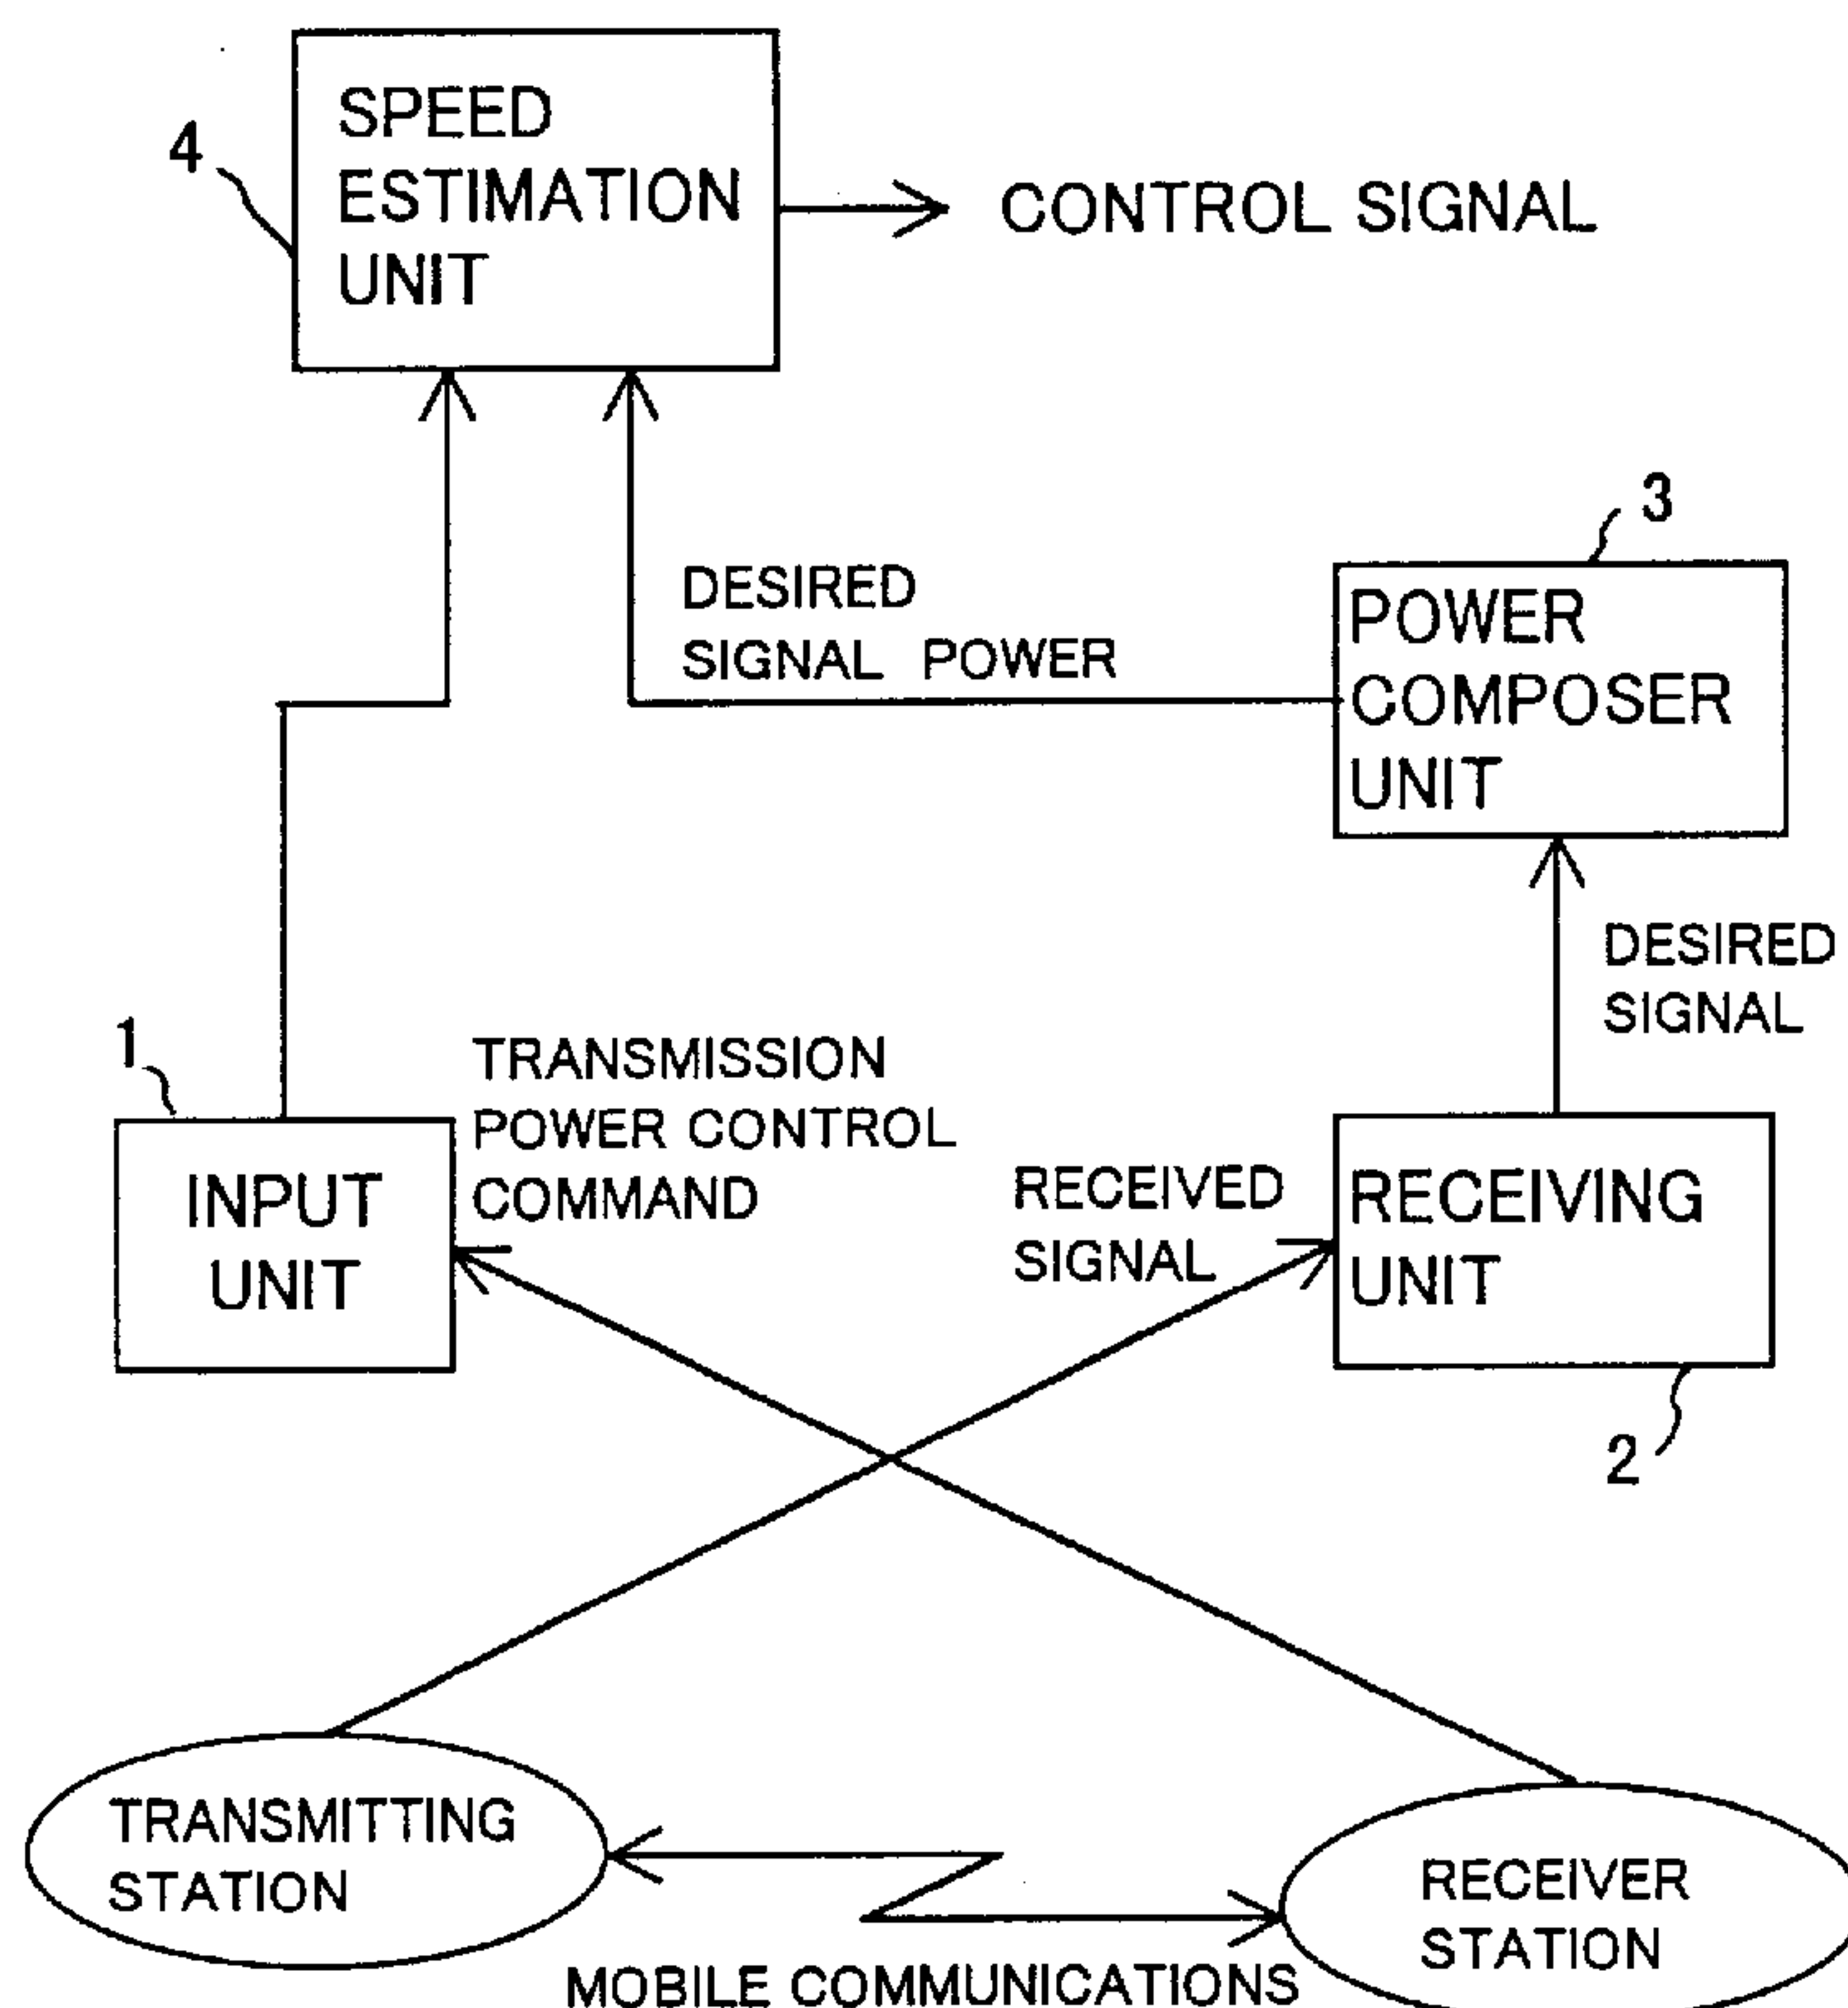 SPEED
ESTIMATION
UNIT
4
CONTROL SIGNAL
3
DESIRED
SIGNAL POWER
POWER
COMPOSER
UNIT
DESIRED
SIGNAL
1
TRANSMISSION
POWER CONTROL
COMMAND
INPUT
UNIT
RECEIVED
SIGNAL
RECEIVING
UNIT
2
TRANSMITTING
STATION
RECEIVER
STATION
MOBILE COMMUNICATIONS